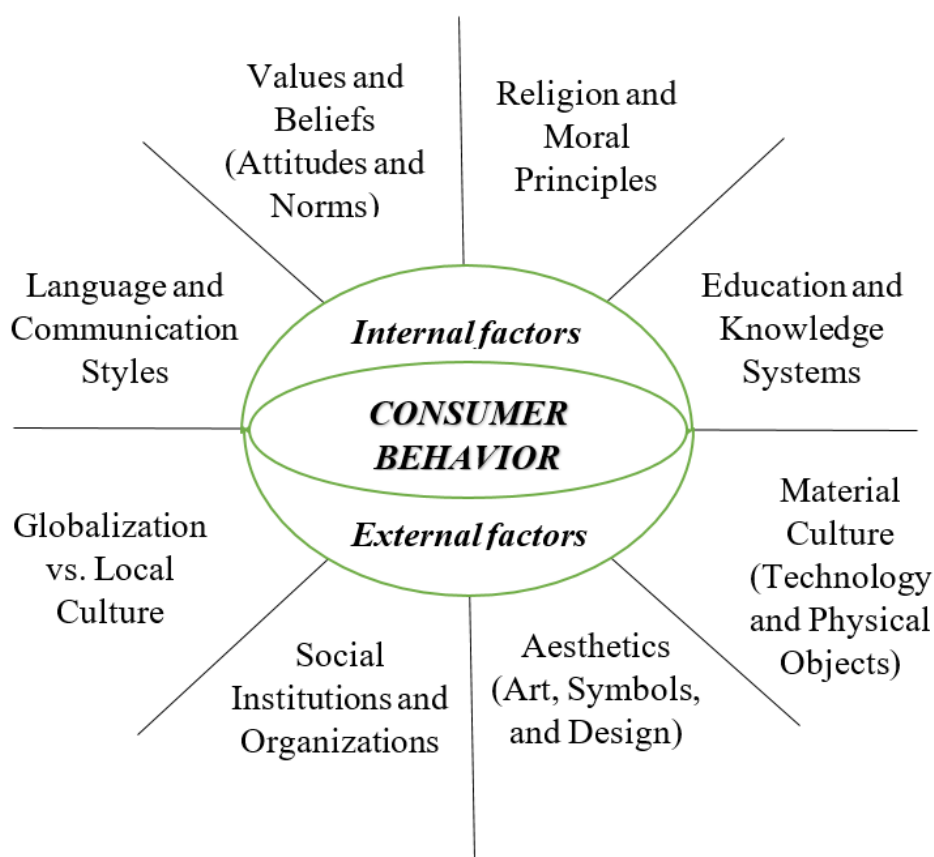 Values and
Beliefs
(Attitudes and
Norms)
Religion and
Moral
Principles
Language and
Communication
Styles
Internal factors
Education and
Knowledge
Systems
CONSUMER
BEHAVIOR
Globalization
vs. Local
Culture
External factors
Material
Culture
(Technology
and Physical
Objects)
Social
Institutions and
Organizations
Aesthetics
(Art, Symbols,
and Design)